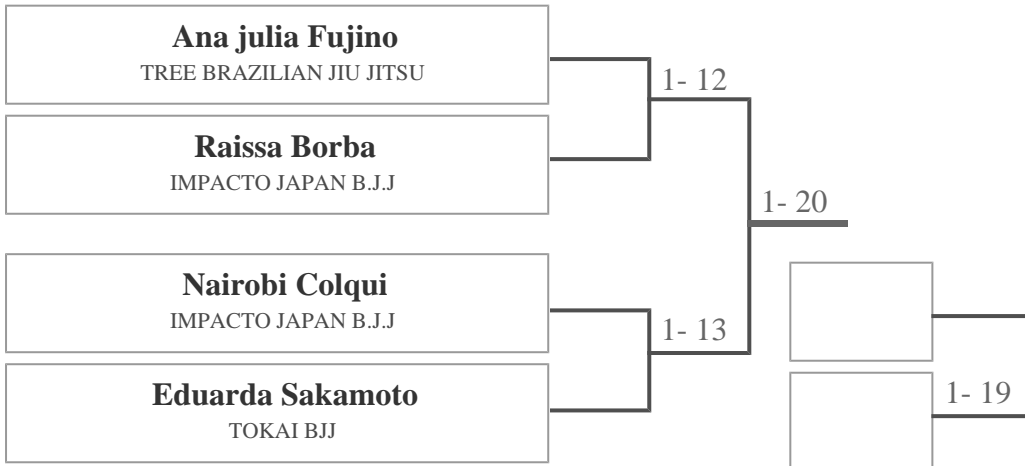 Ana julia Fujino
TREE BRAZILIAN JIU JITSU
1- 12
Raissa Borba
IMPACTO JAPAN B.J.J
1- 20
Nairobi Colqui
IMPACTO JAPAN B.J.J
1- 13
Eduarda Sakamoto
TOKAI BJJ
1- 19